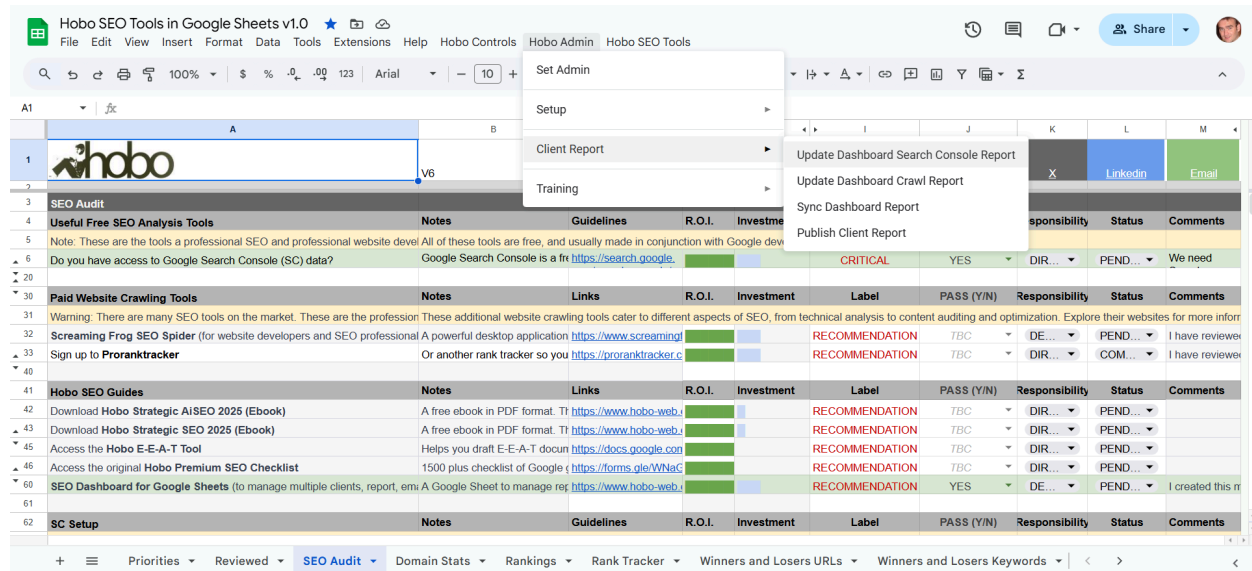 Hobo SEO Tools in Google Sheets v1.0
File Edit View Insert Format Data Tools Extensions Help Hobo Controls Hobo Admin Hobo SEO Tools
Share
100% $ % .0 .00 123 Arial 10
Set Admin
Setup
Client Report
Training
Update Dashboard Search Console Report
Update Dashboard Crawl Report
Sync Dashboard Report
Publish Client Report
A1 fx
A B I J K L M
1 hobo V6 X Linkedin Email
2
3 SEO Audit
4 Useful Free SEO Analysis Tools Notes Guidelines R.O.I. Investme esponsibility Status Comments
5 Note: These are the tools a professional SEO and professional website devel All of these tools are free, and usually made in conjunction with Google deve
6 Do you have access to Google Search Console (SC) data? Google Search Console is a fre https://search.google. CRITICAL YES DIR... PEND... We need
20
30 Paid Website Crawling Tools Notes Links R.O.I. Investment Label PASS (Y/N) Responsibility Status Comments
31 Warning: There are many SEO tools on the market. These are the profession These additional website crawling tools cater to different aspects of SEO, from technical analysis to content auditing and optimization. Explore their websites for more inform
32 Screaming Frog SEO Spider (for website developers and SEO professional A powerful desktop application https://www.screamingf RECOMMENDATION TBC DE... PEND... I have reviewe
33 Sign up to Proranktracker Or another rank tracker so you https://proranktracker.c RECOMMENDATION TBC DIR... COM... I have reviewe
40
41 Hobo SEO Guides Notes Links R.O.I. Investment Label PASS (Y/N) Responsibility Status Comments
42 Download Hobo Strategic AiSEO 2025 (Ebook) A free ebook in PDF format. Th https://www.hobo-web. RECOMMENDATION TBC DIR... PEND...
43 Download Hobo Strategic SEO 2025 (Ebook) A free ebook in PDF format. Th https://www.hobo-web. RECOMMENDATION TBC DIR... PEND...
45 Access the Hobo E-E-A-T Tool Helps you draft E-E-A-T docun https://docs.google.com RECOMMENDATION TBC DIR... PEND...
46 Access the original Hobo Premium SEO Checklist 1500 plus checklist of Google g https://forms.gle/WNaG RECOMMENDATION TBC DIR... PEND...
60 SEO Dashboard for Google Sheets (to manage multiple clients, report, ema A Google Sheet to manage rep https://www.hobo-web. RECOMMENDATION YES DE... PEND... I created this m
61
62 SC Setup Notes Guidelines R.O.I. Investment Label PASS (Y/N) Responsibility Status Comments
Priorities Reviewed SEO Audit Domain Stats Rankings Rank Tracker Winners and Losers URLs Winners and Losers Keywords